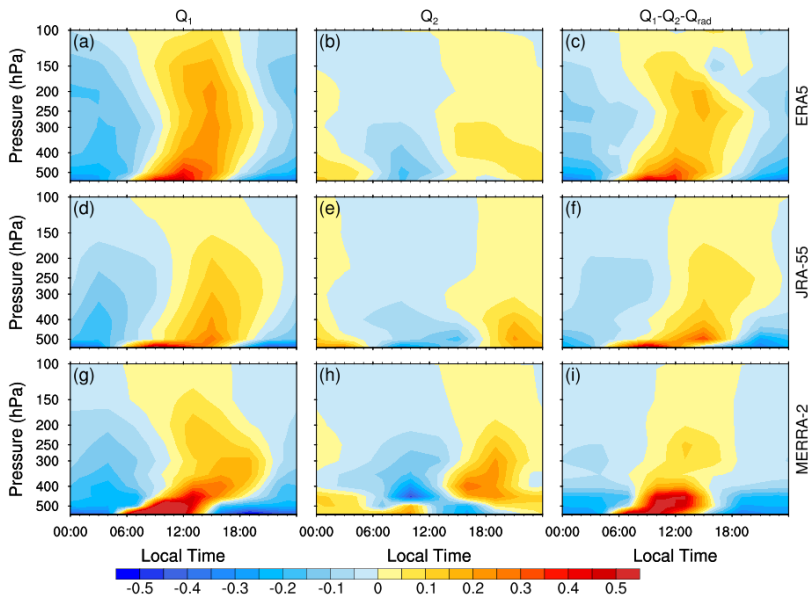 Q1
Q2
Q1-Q2-Qrad
100
150
200
250
300
400
500
Pressure (hPa)
(a)
(b)
(c)
ERA5
100
150
200
250
300
400
500
Pressure (hPa)
(d)
(e)
(f)
JRA-55
100
150
200
250
300
400
500
Pressure (hPa)
(g)
(h)
(i)
MERRA-2
00:00 06:00 12:00 18:00 00:00 06:00 12:00 18:00 00:00 06:00 12:00 18:00
Local Time Local Time Local Time
-0.5 -0.4 -0.3 -0.2 -0.1 0 0.1 0.2 0.3 0.4 0.5